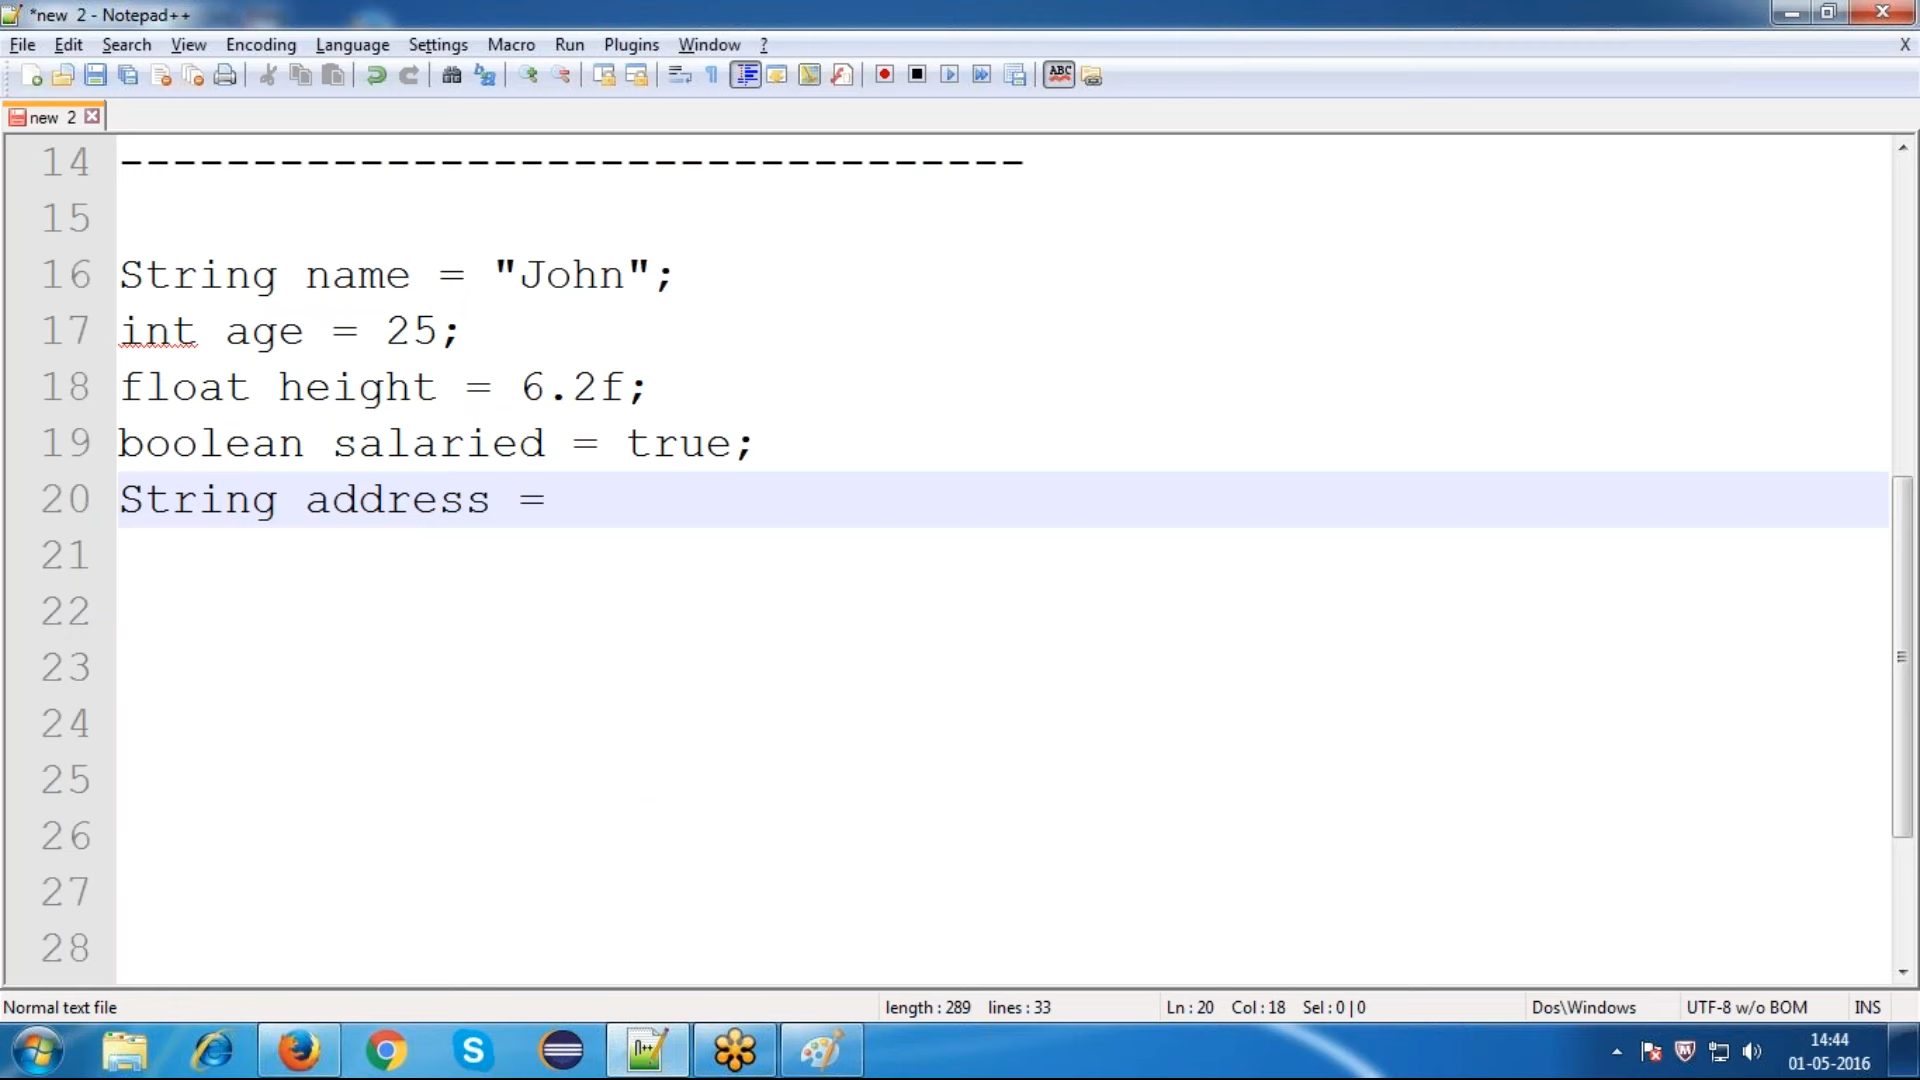 *new 2 - Notepad++
File Edit Search View Encoding Language Settings Macro Run Plugins Window ? X
ABC
new 2
14 ----------------------------------
15
16 String name = "John";
17 int age = 25;
18 float height = 6.2f;
19 boolean salaried = true;
20 String address =
21
22
23
24
25
26
27
28
Normal text file length : 289 lines : 33 Ln : 20 Col : 18 Sel : 0 | 0 Dos\Windows UTF-8 w/o BOM INS
14:44
01-05-2016